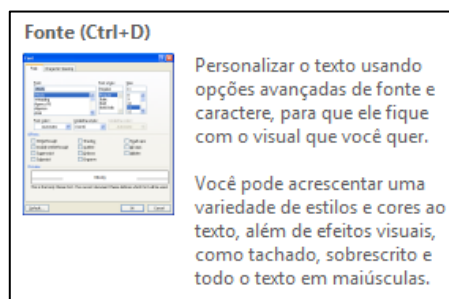 Fonte (Ctrl+D)
Personalizar o texto usando
opções avançadas de fonte e
caractere, para que ele fique
com o visual que você quer.
Você pode acrescentar uma
variedade de estilos e cores ao
texto, além de efeitos visuais,
como tachado, sobrescrito e
todo o texto em maiúsculas.